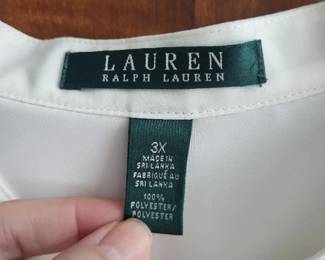 LAUREN
RALPH LAUREN
3X
MADE IN
SRI LANKA
FABRIQUÉ AU
SRI LANKA
100%
POLYESTER/
POLYESTER